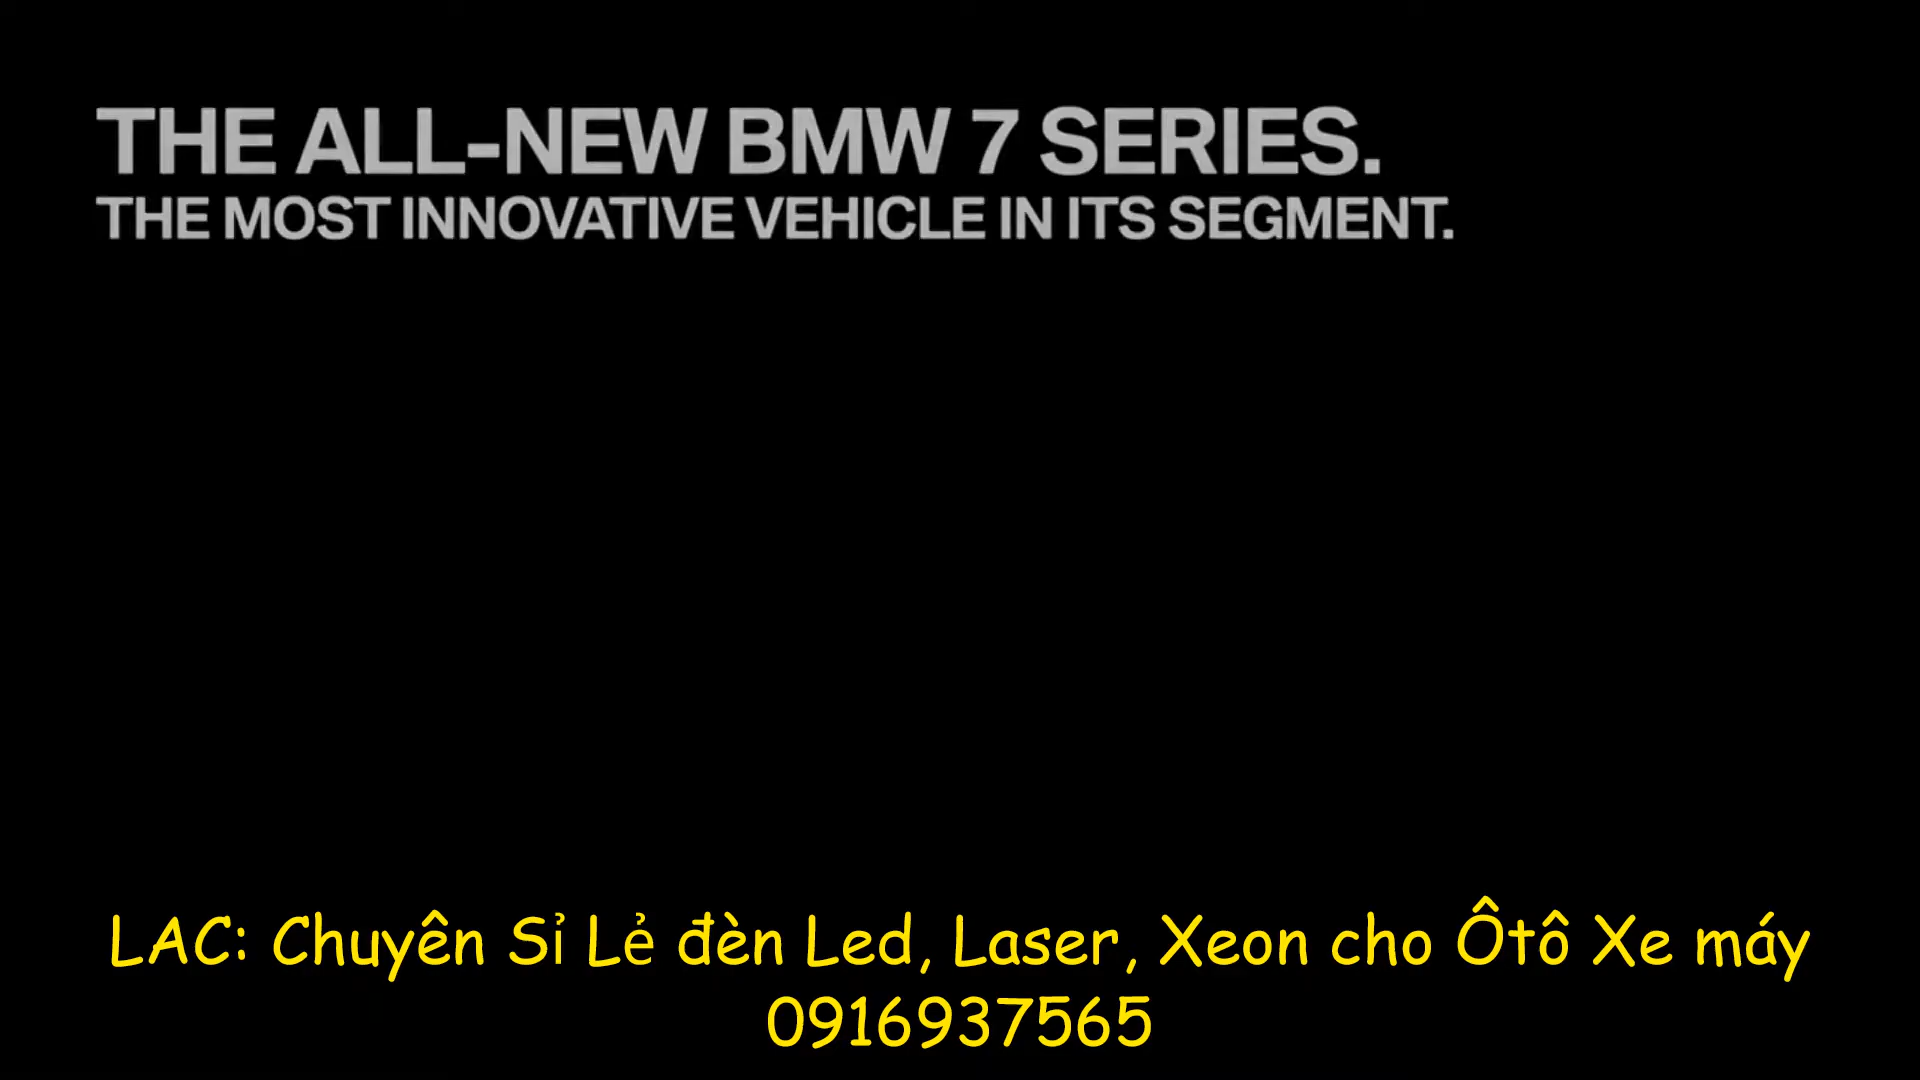 THE ALL-NEW BMW 7 SERIES.
THE MOST INNOVATIVE VEHICLE IN ITS SEGMENT.
LAC: Chuyên Sỉ Lẻ đèn Led, Laser, Xeon cho Ôtô Xe máy
0916937565